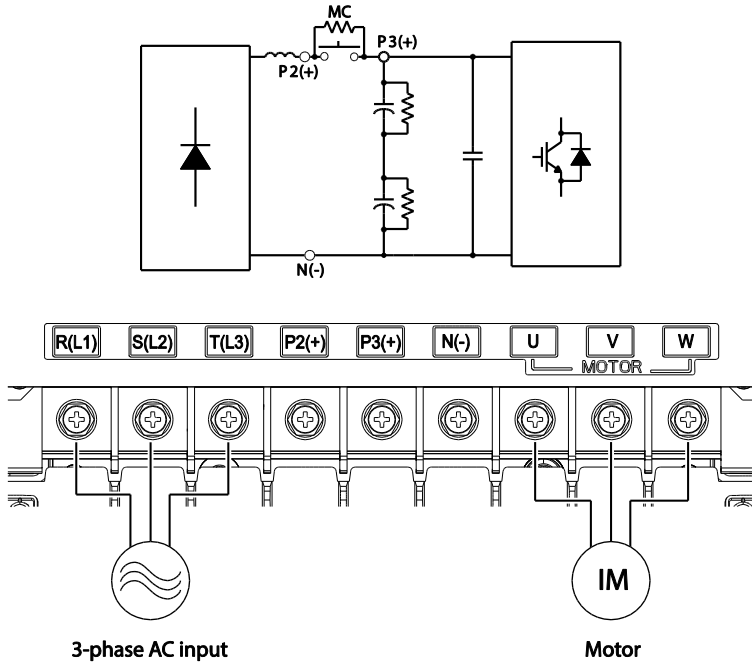 MC
P3(+)
P2(+)
N(-)
R(L1) S(L2) T(L3) P2(+) P3(+) N(-) U V W
MOTOR
IM
3-phase AC input Motor